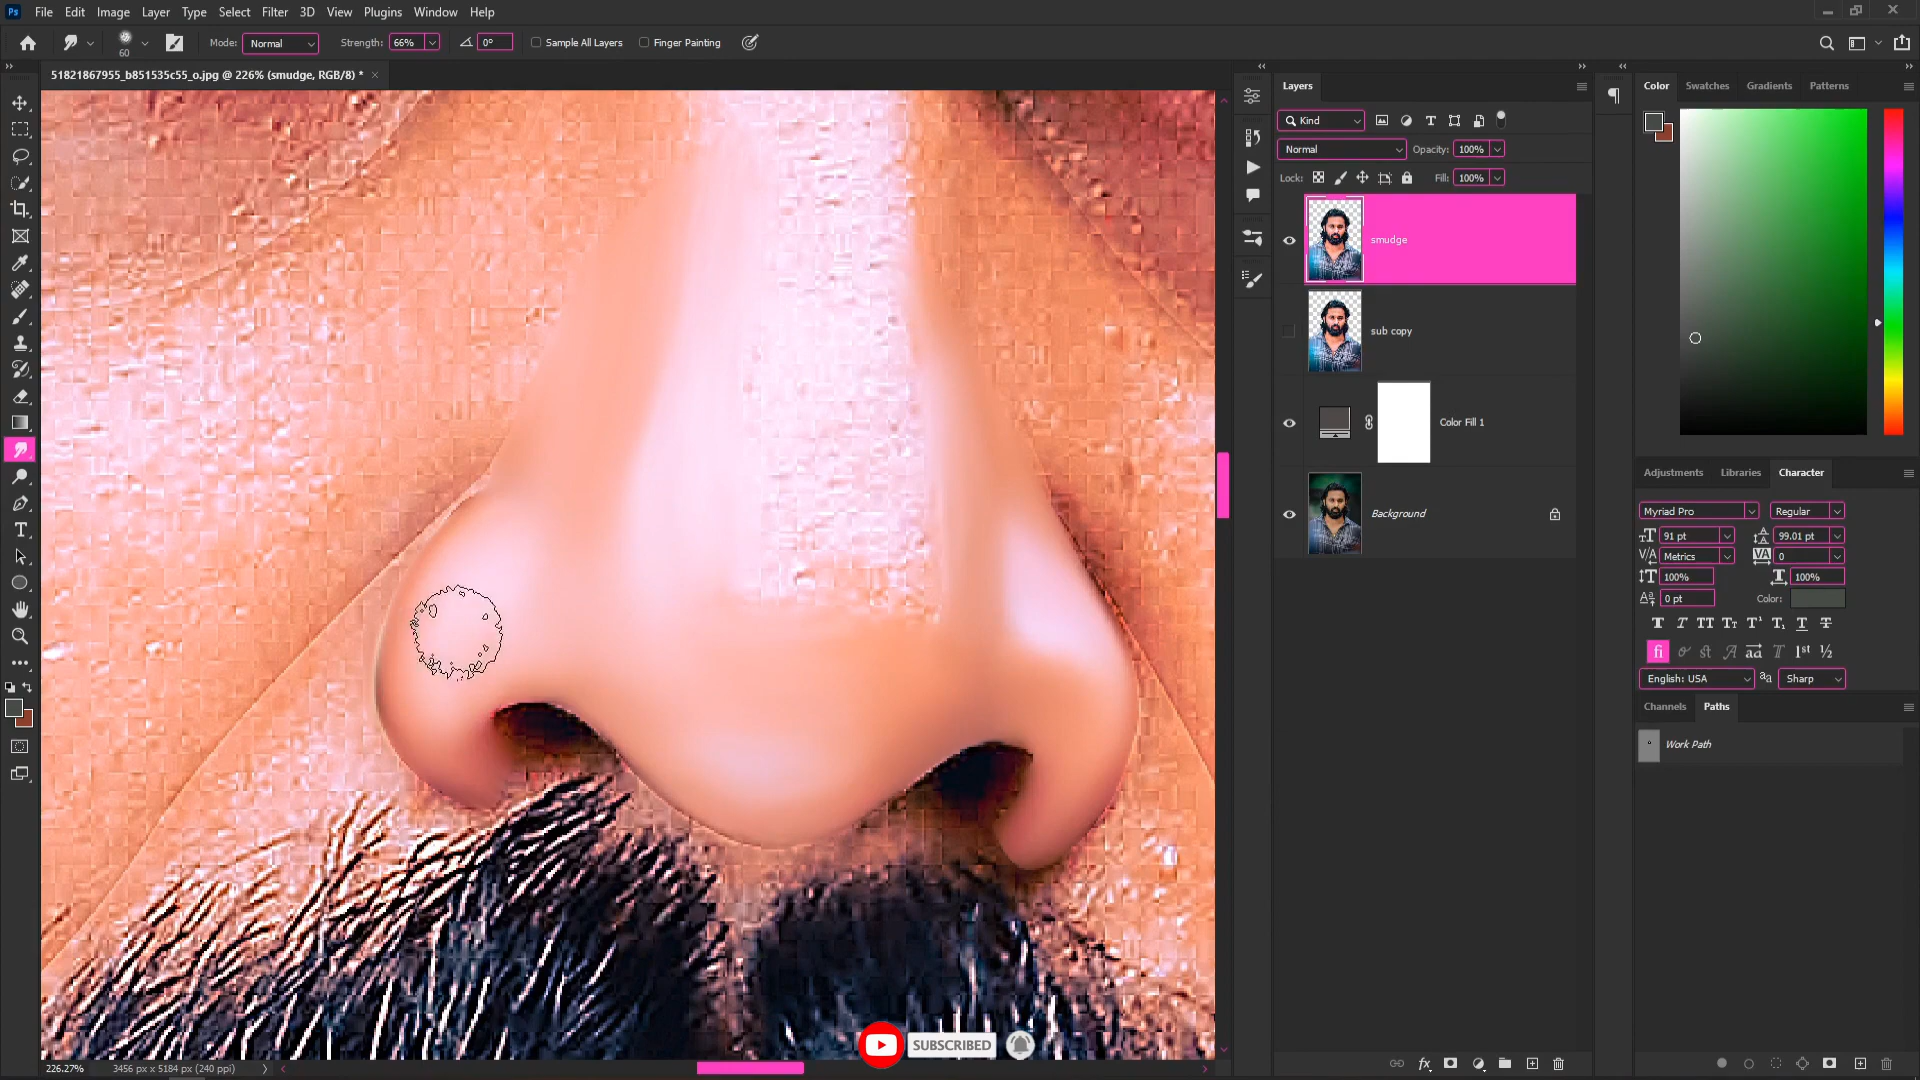 Ps File Edit Image Layer Type Select Filter 3D View Plugins Window Help
60 Mode: Normal Strength: 66% 0° Sample All Layers Finger Painting
51821867955_b851535c55_o.jpg @ 226% (smudge, RGB/8) * ×
Layers
Kind
Normal Opacity: 100%
Lock: Fill: 100%
smudge
sub copy
Color Fill 1
Background
Color Swatches Gradients Patterns
Adjustments Libraries Character
Myriad Pro Regular
91 pt 99.01 pt
Metrics 0
100% 100%
0 pt Color:
English: USA aa Sharp
Channels Paths
Work Path
SUBSCRIBED
226.27% 3456 px x 5184 px (240 ppi)
fx